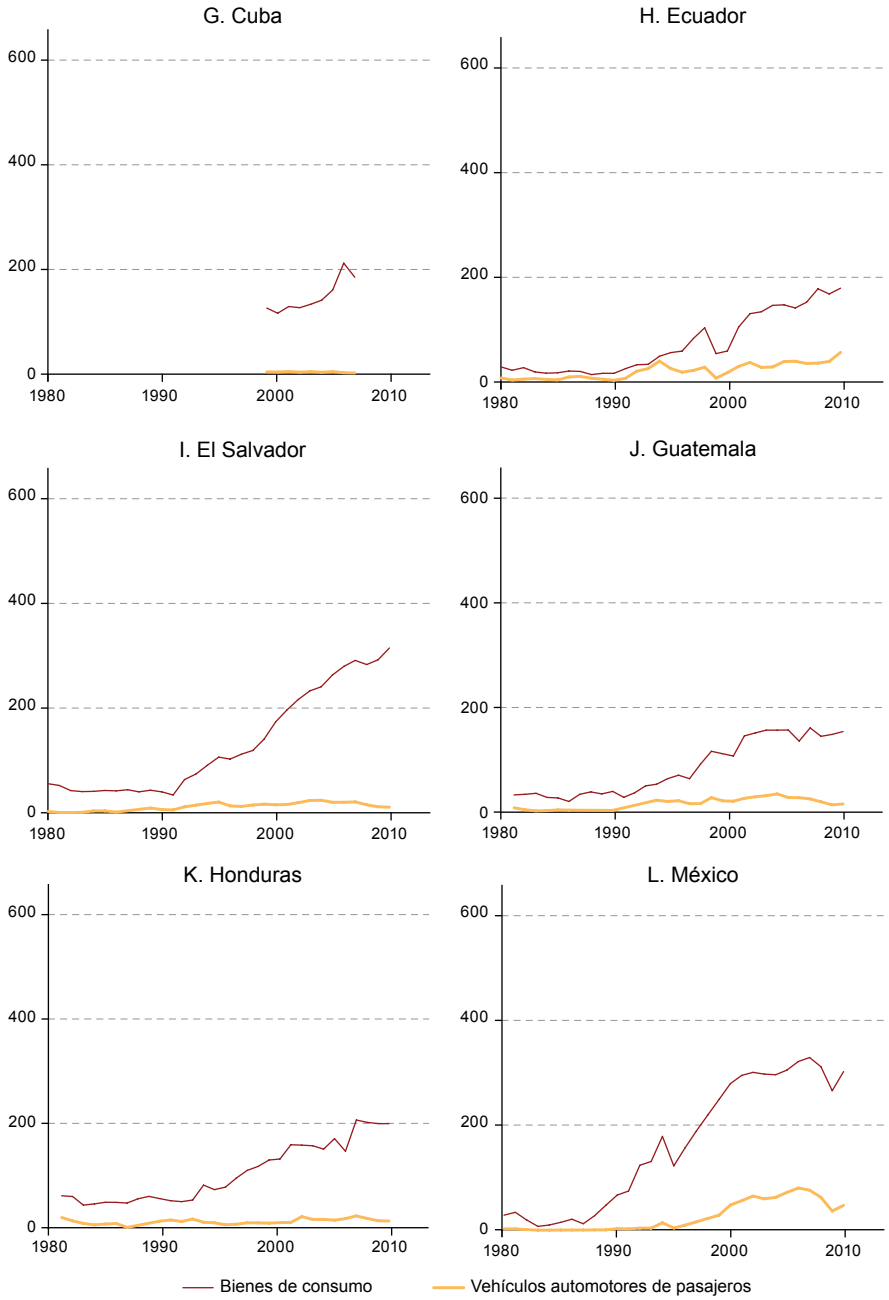 G. Cuba
600
400
200
0
1980 1990 2000 2010
H. Ecuador
600
400
200
0
1980 1990 2000 2010
I. El Salvador
600
400
200
0
1980 1990 2000 2010
J. Guatemala
600
400
200
0
1980 1990 2000 2010
K. Honduras
600
400
200
0
1980 1990 2000 2010
L. México
600
400
200
0
1980 1990 2000 2010
Bienes de consumo Vehículos automotores de pasajeros